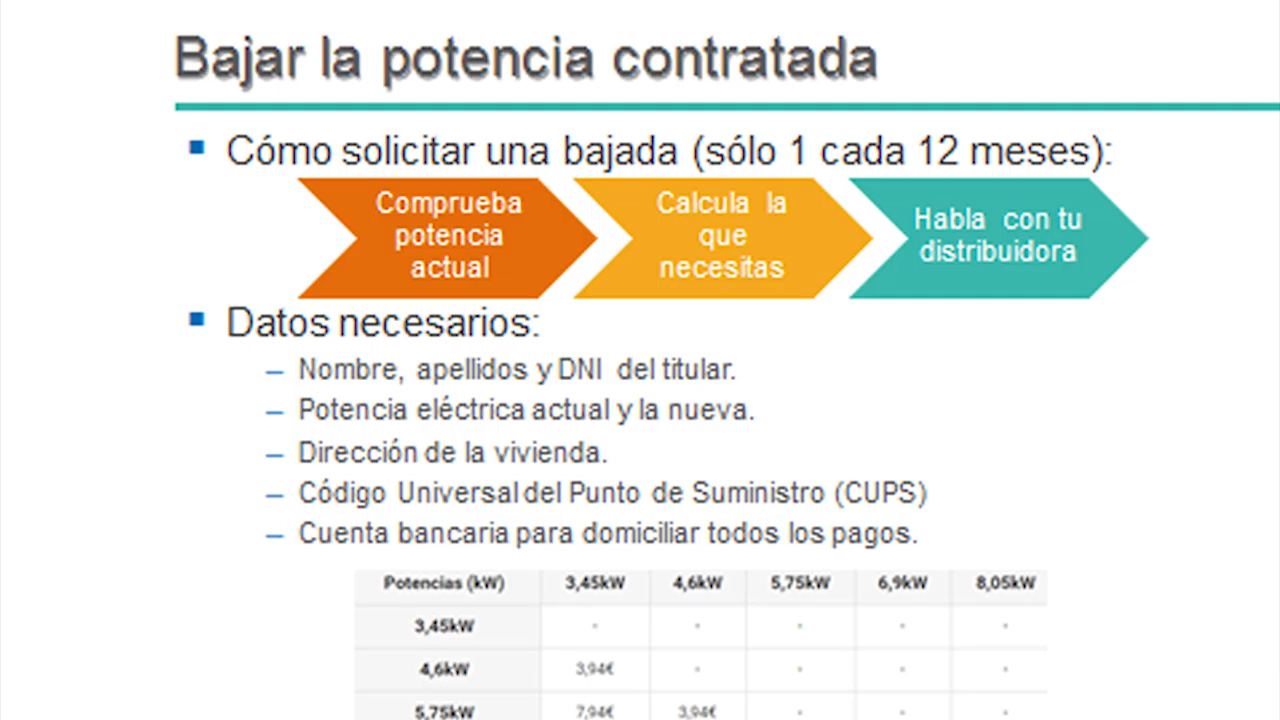 Bajar la potencia contratada
Cómo solicitar una bajada (sólo 1 cada 12 meses):
Comprueba
potencia
actual
Calcula la
que
necesitas
Habla con tu
distribuidora
Datos necesarios:
– Nombre, apellidos y DNI del titular.
– Potencia eléctrica actual y la nueva.
– Dirección de la vivienda.
– Código Universal del Punto de Suministro (CUPS)
– Cuenta bancaria para domiciliar todos los pagos.
Potencias (kW) 3,45kW 4,6kW 5,75kW 6,9kW 8,05kW
3,45kW - - - - -
4,6kW 3,94€ - - - -
5,75kW 7,94€ 3,94€ - - -